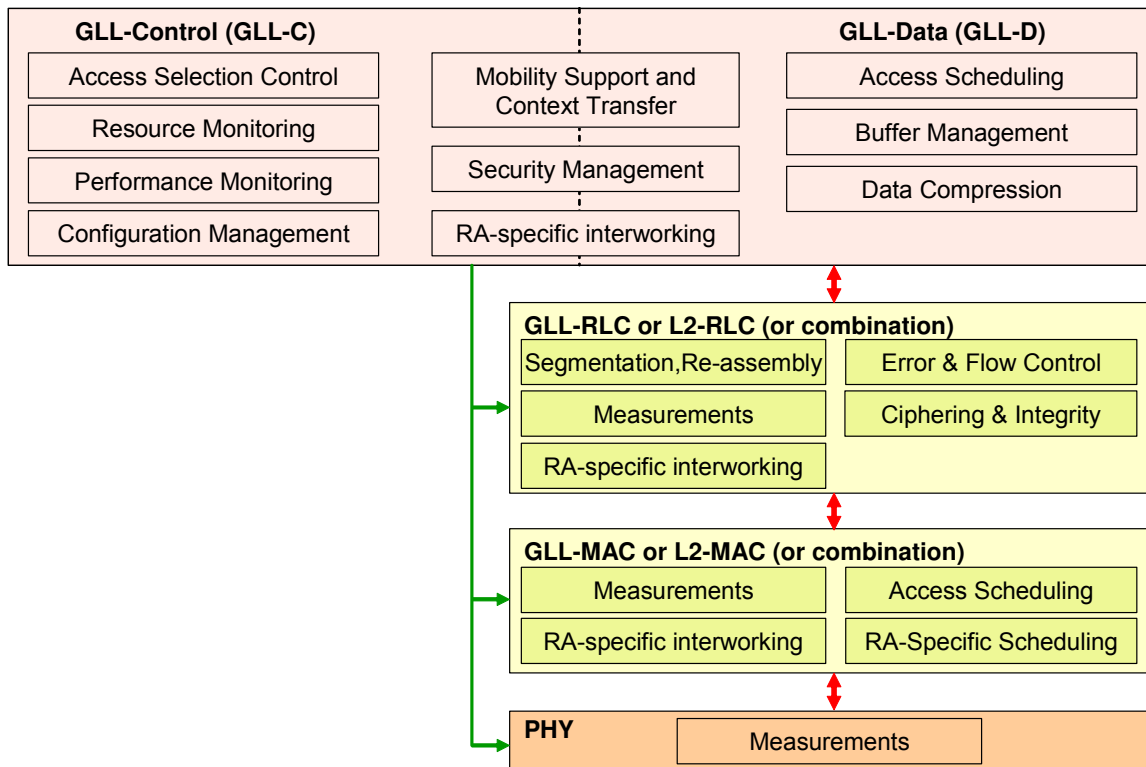 GLL-Control (GLL-C)
GLL-Data (GLL-D)
Access Selection Control
Resource Monitoring
Performance Monitoring
Configuration Management
Mobility Support and
Context Transfer
Security Management
RA-specific interworking
Access Scheduling
Buffer Management
Data Compression
GLL-RLC or L2-RLC (or combination)
Segmentation,Re-assembly
Error & Flow Control
Measurements
Ciphering & Integrity
RA-specific interworking
GLL-MAC or L2-MAC (or combination)
Measurements
Access Scheduling
RA-specific interworking
RA-Specific Scheduling
PHY
Measurements